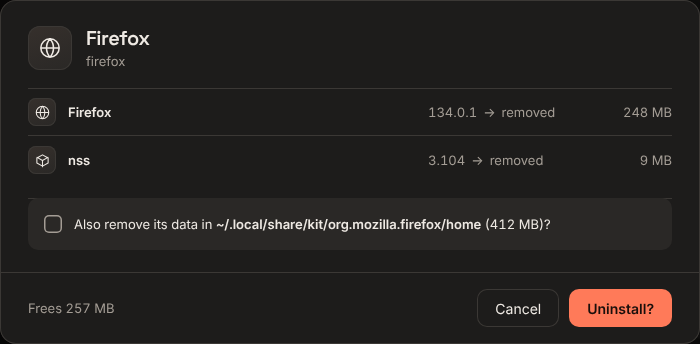 Firefox
firefox
Firefox 134.0.1 → removed 248 MB
nss 3.104 → removed 9 MB
Also remove its data in ~/.local/share/kit/org.mozilla.firefox/home (412 MB)?
Frees 257 MB Cancel Uninstall?